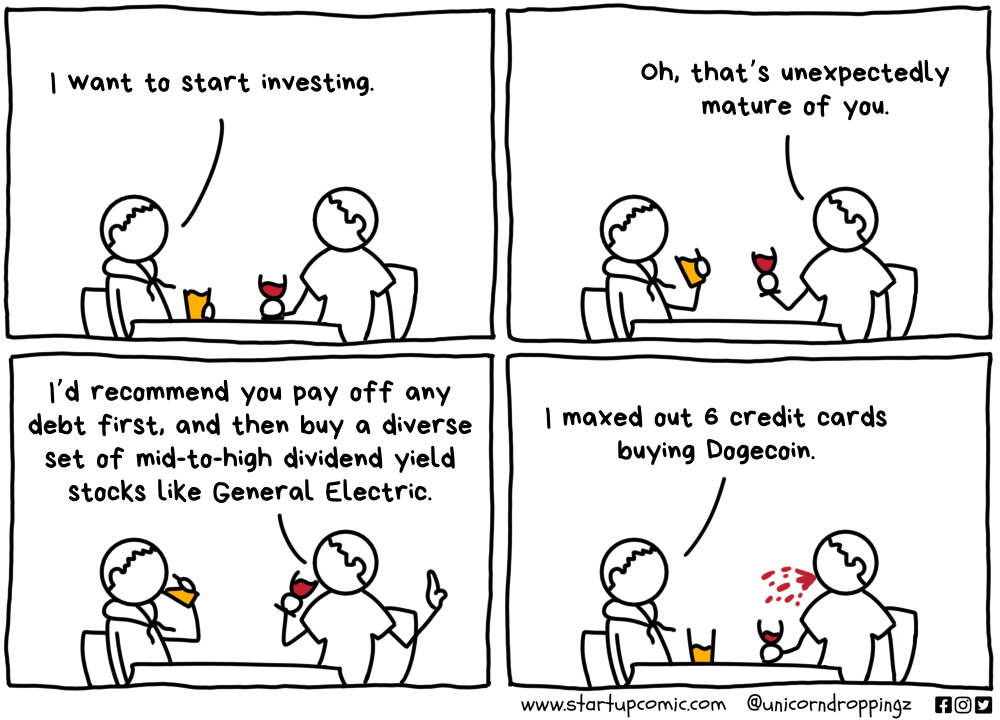 I want to start investing.
Oh, that's unexpectedly
mature of you.
I'd recommend you pay off any
debt first, and then buy a diverse
set of mid-to-high dividend yield
stocks like General Electric.
I maxed out 6 credit cards
buying Dogecoin.
www.startupcomic.com @unicorndroppingz